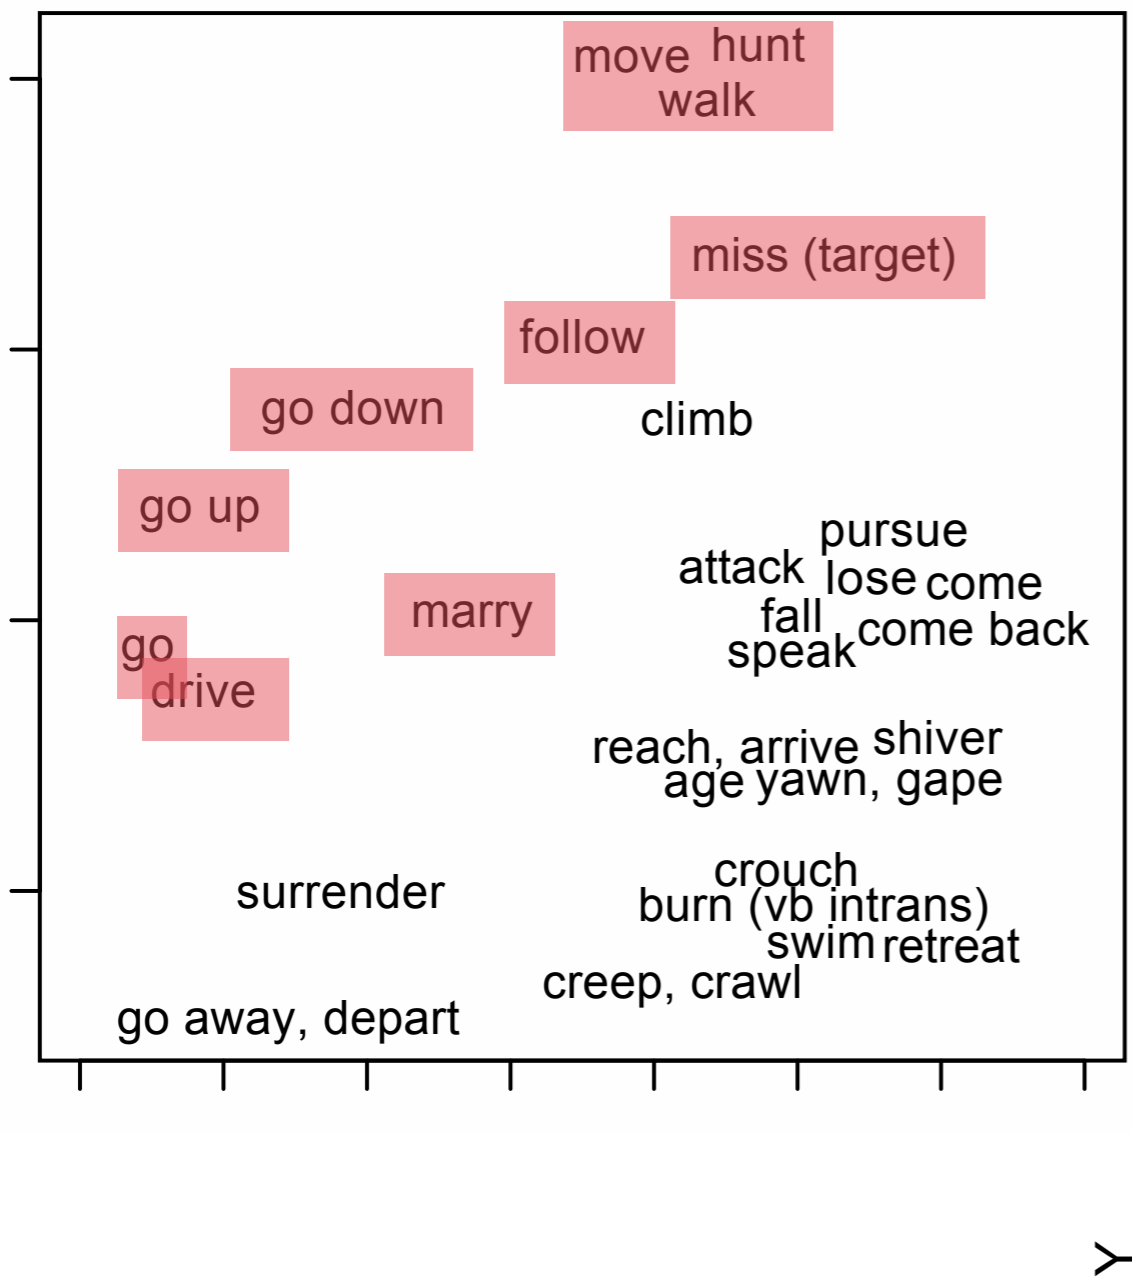 move hunt
walk
miss (target)
follow
go down
climb
go up
pursue
attack lose come
marry
fall come back
go
speak
drive
reach, arrive shiver
age yawn, gape
crouch
surrender
burn (vb intrans)
swim retreat
creep, crawl
go away, depart
Y